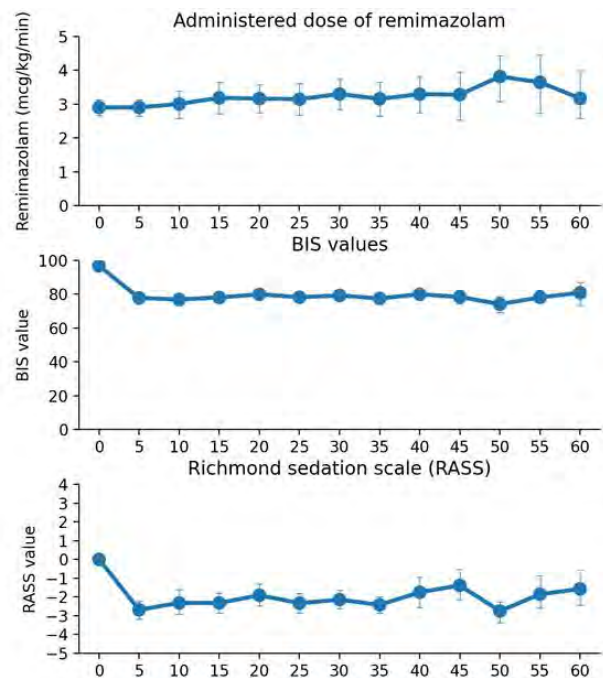 Administered dose of remimazolam
Remimazolam (mcg/kg/min)
5
4
3
2
1
0
0 5 10 15 20 25 30 35 40 45 50 55 60
BIS values
BIS value
100
80
60
40
20
0
0 5 10 15 20 25 30 35 40 45 50 55 60
Richmond sedation scale (RASS)
RASS value
4
3
2
1
0
−1
−2
−3
−4
−5
0 5 10 15 20 25 30 35 40 45 50 55 60